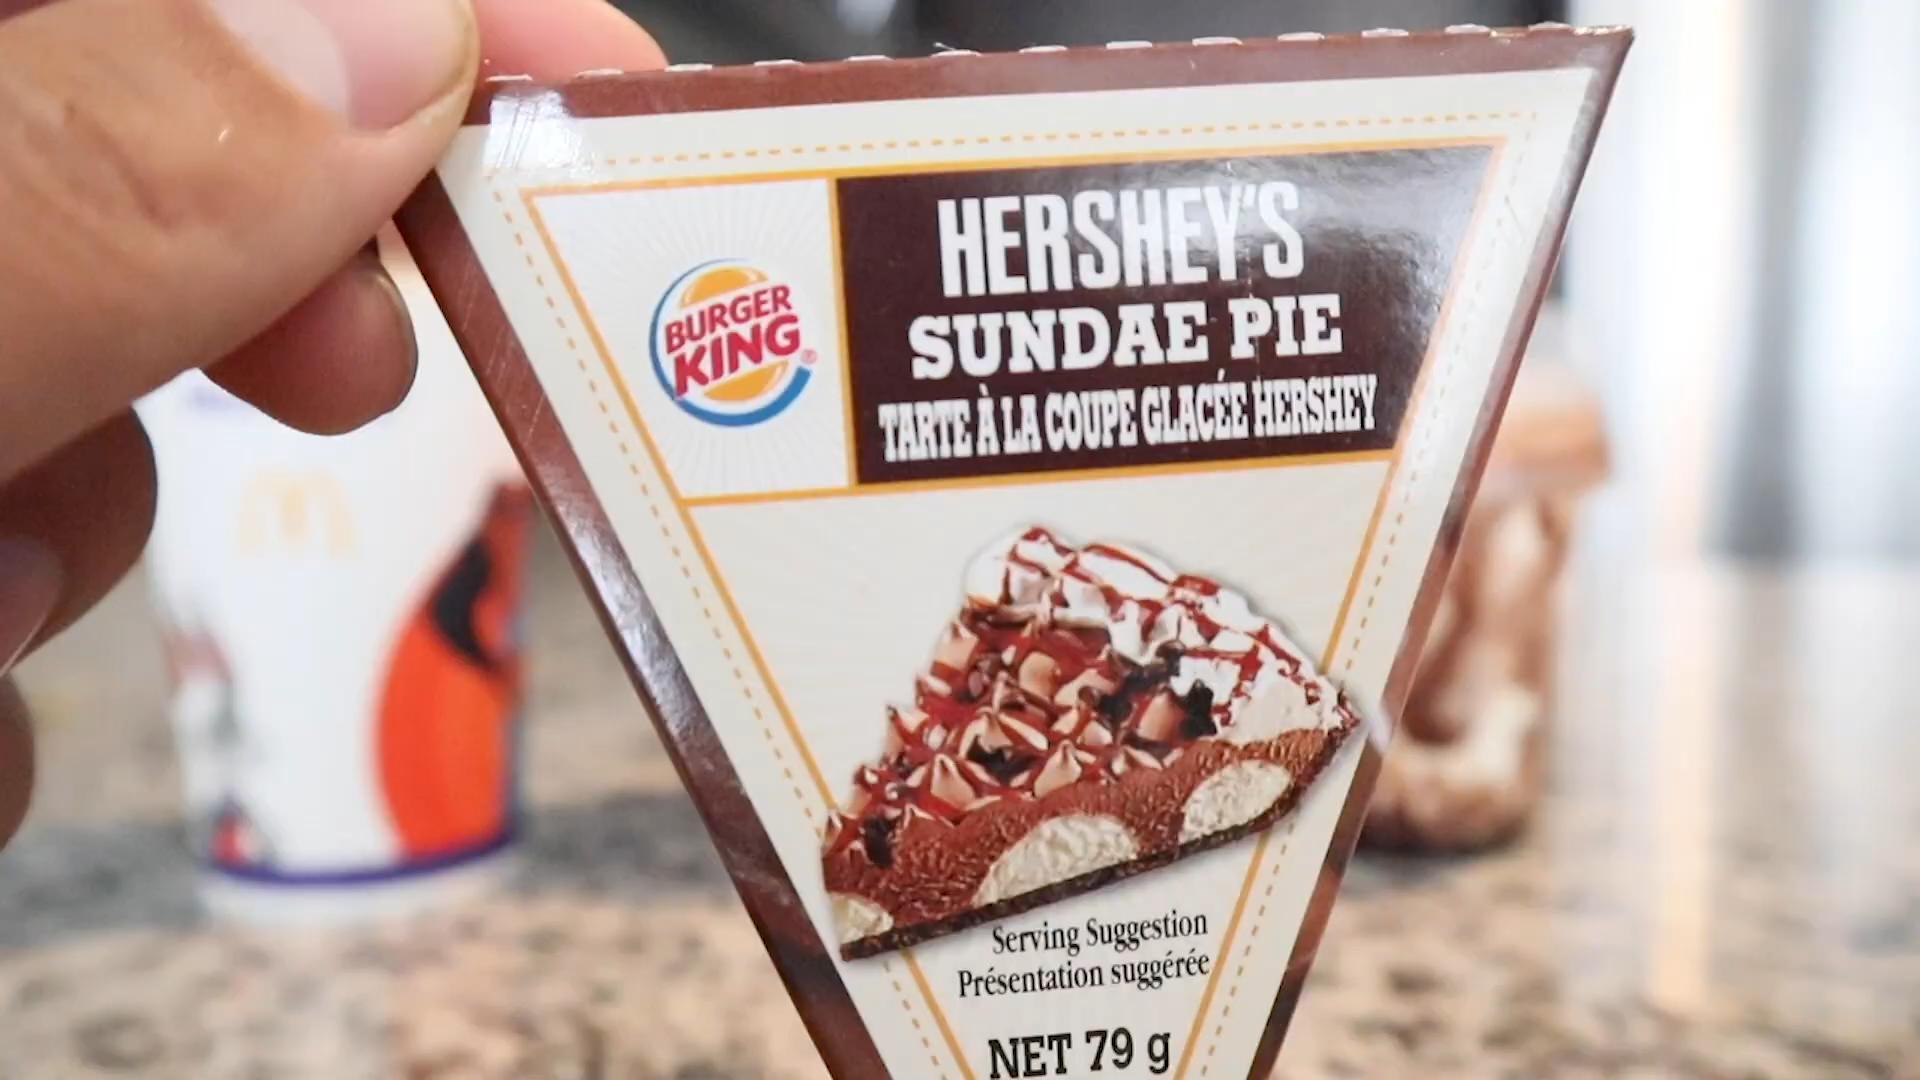 BURGER
KING®
HERSHEY'S
SUNDAE PIE
TARTE À LA COUPE GLACÉE HERSHEY
Serving Suggestion
Présentation suggérée
NET 79 g